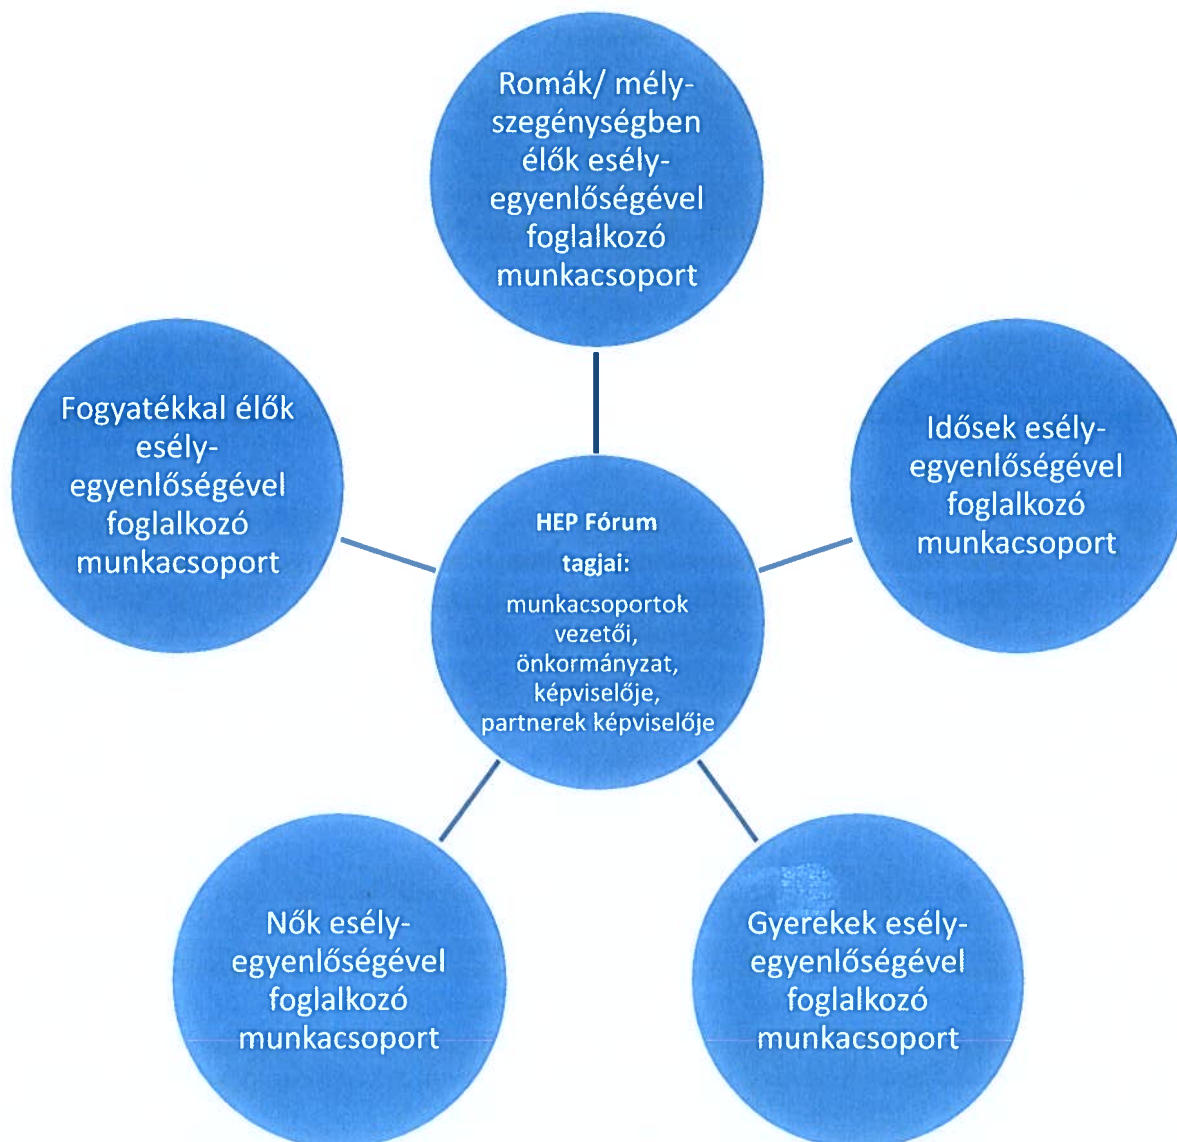 Romák/ mély-
szegénységben
élők esély-
egyenlőségével
foglalkozó
munkacsoport
Fogyatékkal élők
esély-
egyenlőségével
foglalkozó
munkacsoport
Idősek esély-
egyenlőségével
foglalkozó
munkacsoport
HEP Fórum
tagjai:
munkacsoportok
vezetői,
önkormányzat,
képviselője,
partnerek képviselője
Nők esély-
egyenlőségével
foglalkozó
munkacsoport
Gyerekek esély-
egyenlőségével
foglalkozó
munkacsoport